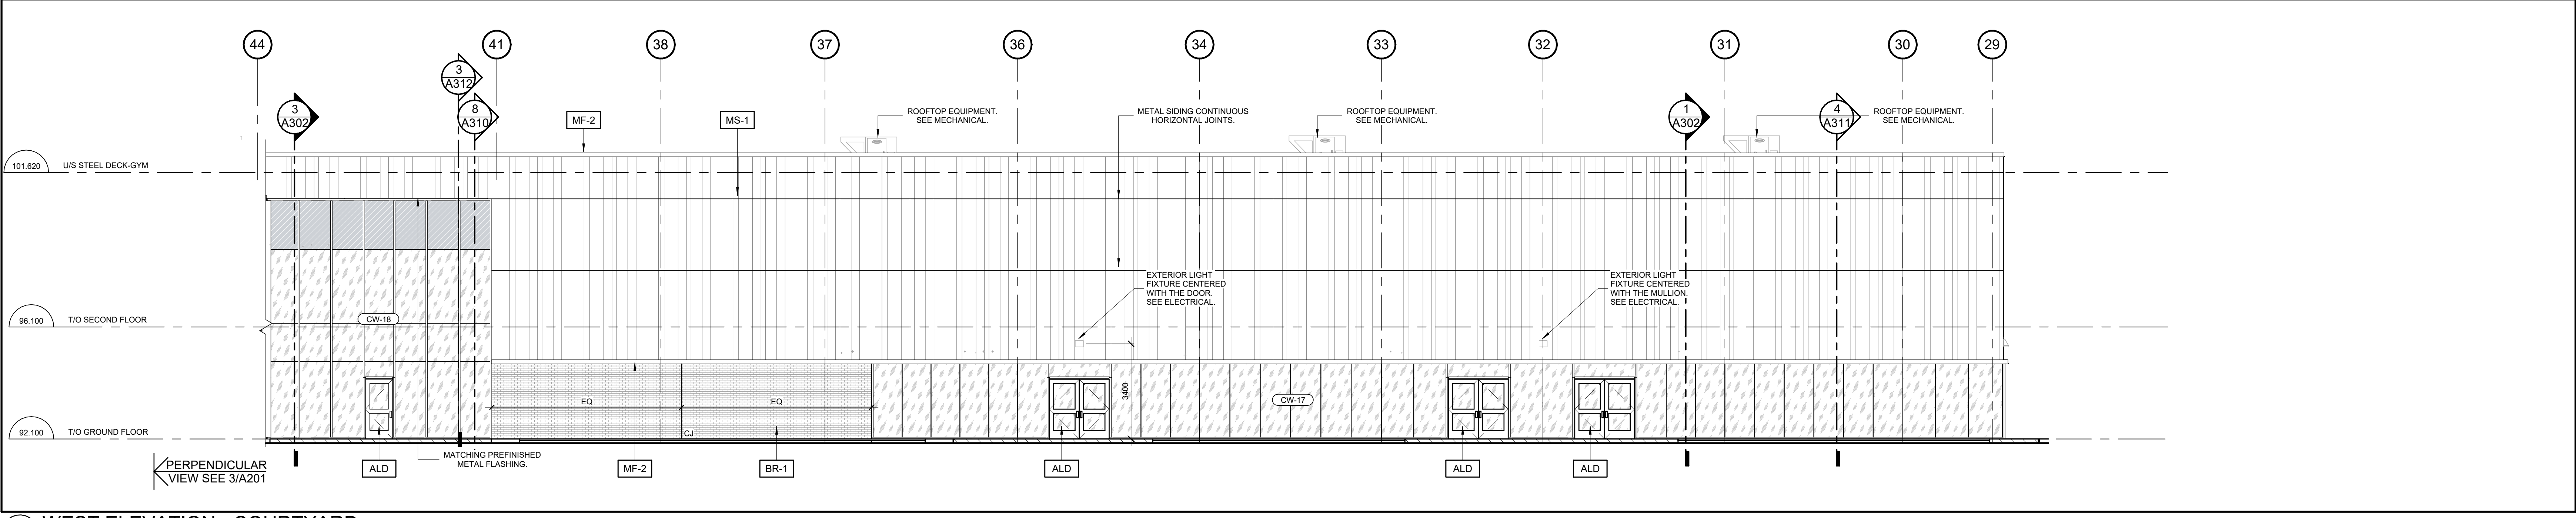 44
41
38
37
36
34
33
32
31
30
29
3
A312
3
A302
8
A310
1
A302
4
A311
MF-2
MS-1
ROOFTOP EQUIPMENT.
SEE MECHANICAL.
METAL SIDING CONTINUOUS
HORIZONTAL JOINTS.
ROOFTOP EQUIPMENT.
SEE MECHANICAL.
ROOFTOP EQUIPMENT.
SEE MECHANICAL.
101.620 U/S STEEL DECK-GYM
EXTERIOR LIGHT
FIXTURE CENTERED
WITH THE DOOR.
SEE ELECTRICAL.
EXTERIOR LIGHT
FIXTURE CENTERED
WITH THE MULLION.
SEE ELECTRICAL.
96.100 T/O SECOND FLOOR
CW-18
3400
EQ
EQ
CW-17
CJ
92.100 T/O GROUND FLOOR
MATCHING PREFINISHED
METAL FLASHING.
PERPENDICULAR
VIEW SEE 3/A201
ALD
MF-2
BR-1
ALD
ALD
ALD
WEST ELEVATION - COURTYARD